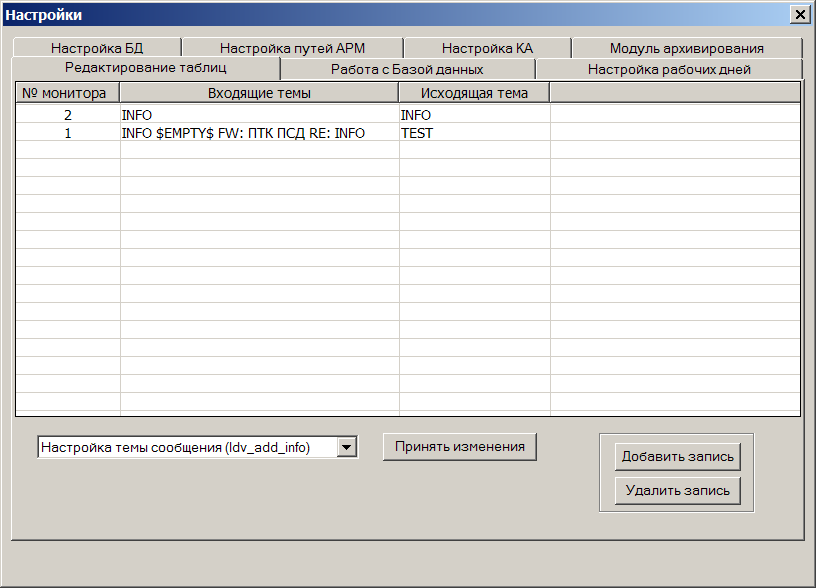 Настройки
Настройка БД Настройка путей АРМ Настройка КА Модуль архивирования
Редактирование таблиц Работа с Базой данных Настройка рабочих дней
№ монитора Входящие темы Исходящая тема
2 INFO INFO
1 INFO $EMPTY$ FW: ПТК ПСД RE: INFO TEST
Настройка темы сообщения (ldv_add_info) Принять изменения Добавить запись
Удалить запись